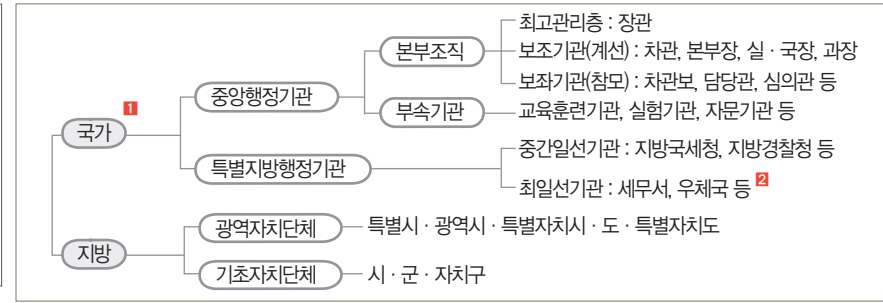 국가 1
중앙행정기관
본부조직
최고관리층 : 장관
보조기관(계선) : 차관, 본부장, 실 · 국장, 과장
보좌기관(참모) : 차관보, 담당관, 심의관 등
부속기관
교육훈련기관, 실험기관, 자문기관 등
특별지방행정기관
중간일선기관 : 지방국세청, 지방경찰청 등
최일선기관 : 세무서, 우체국 등 2
지방
광역자치단체
특별시 · 광역시 · 특별자치시 · 도 · 특별자치도
기초자치단체
시 · 군 · 자치구